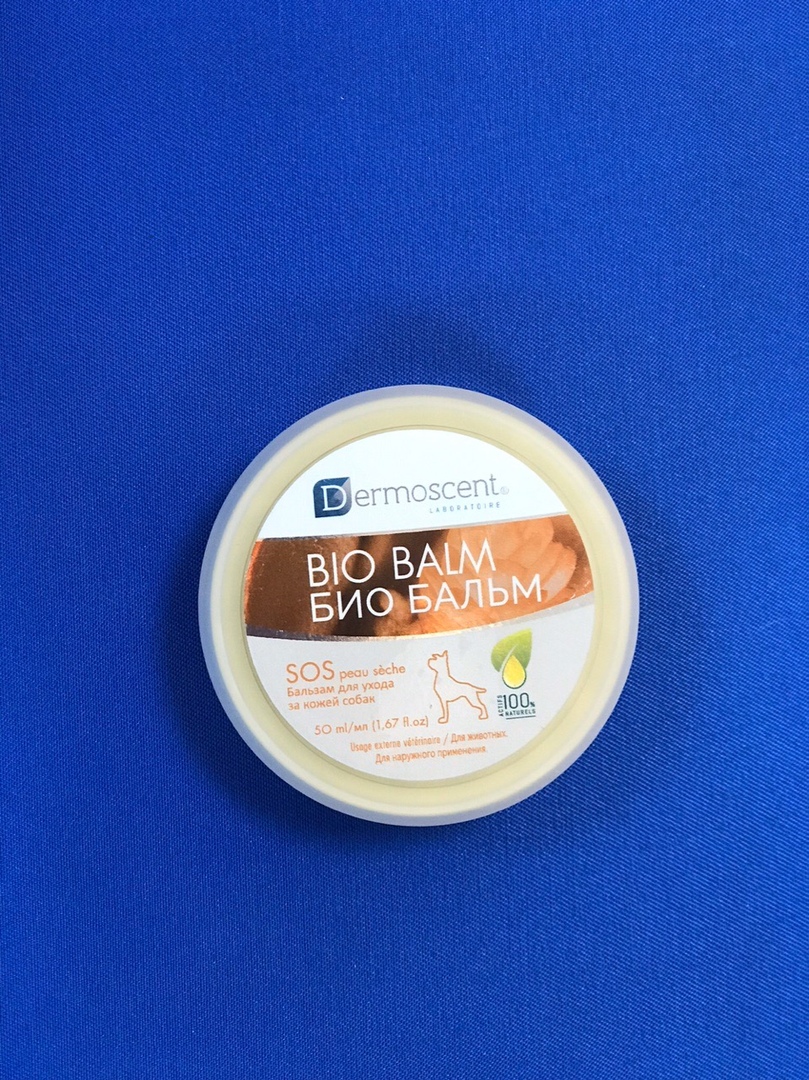 Dermoscent®
LABORATOIRE
BIO BALM
БИО БАЛЬМ
SOS peau sèche
Бальзам для ухода
за кожей собак
50 ml/мл (1,67 fl.oz)
ACTIFS 100%
NATURELS
Usage externe vétérinaire / Для животных.
Для наружного применения.